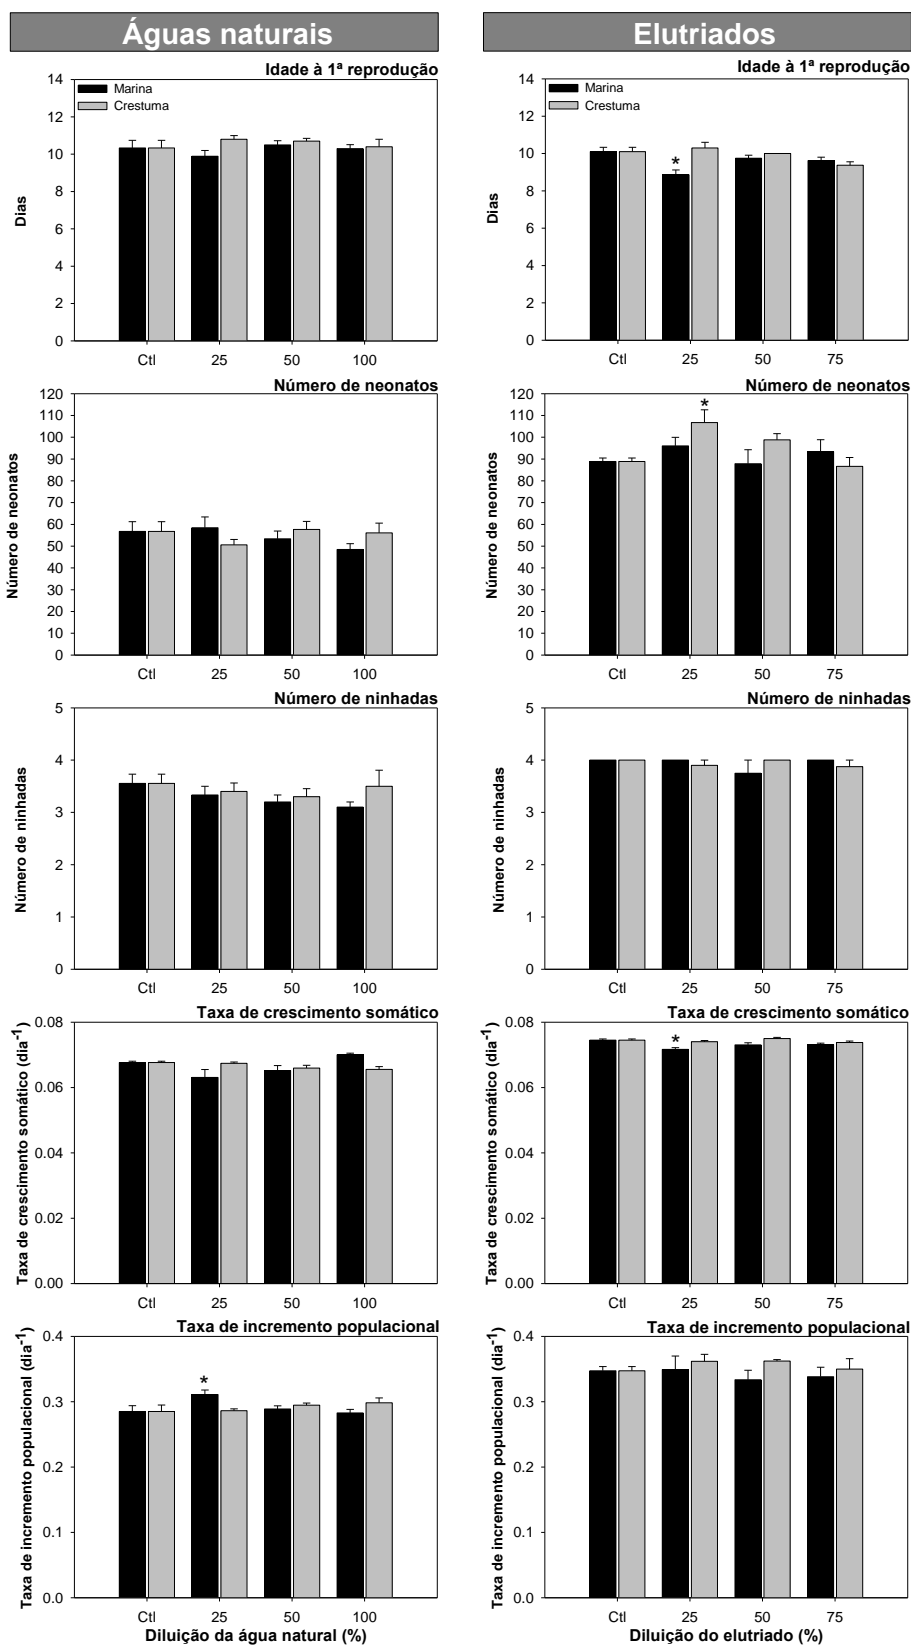 Águas naturais
Idade à 1ª reprodução
Marina
Crestuma
Dias
14
12
10
8
6
4
2
0
Ctl 25 50 100
Número de neonatos
Número de neonatos
120
110
100
90
80
70
60
50
40
30
20
10
0
Ctl 25 50 100
Número de ninhadas
Número de ninhadas
5
4
3
2
1
0
Ctl 25 50 100
Taxa de crescimento somático
Taxa de crescimento somático (dia⁻¹)
0.08
0.06
0.04
0.02
0.00
Ctl 25 50 100
Taxa de incremento populacional
Taxa de incremento populacional (dia⁻¹)
0.4
0.3
0.2
0.1
0.0
*
Ctl 25 50 100
Diluição da água natural (%)
Elutriados
Idade à 1ª reprodução
Marina
Crestuma
Dias
14
12
10
8
6
4
2
0
*
Ctl 25 50 75
Número de neonatos
Número de neonatos
120
110
100
90
80
70
60
50
40
30
20
10
0
*
Ctl 25 50 75
Número de ninhadas
Número de ninhadas
5
4
3
2
1
0
Ctl 25 50 75
Taxa de crescimento somático
Taxa de crescimento somático (dia⁻¹)
0.08
0.06
0.04
0.02
0.00
*
Ctl 25 50 75
Taxa de incremento populacional
Taxa de incremento populacional (dia⁻¹)
0.4
0.3
0.2
0.1
0.0
Ctl 25 50 75
Diluição do elutriado (%)